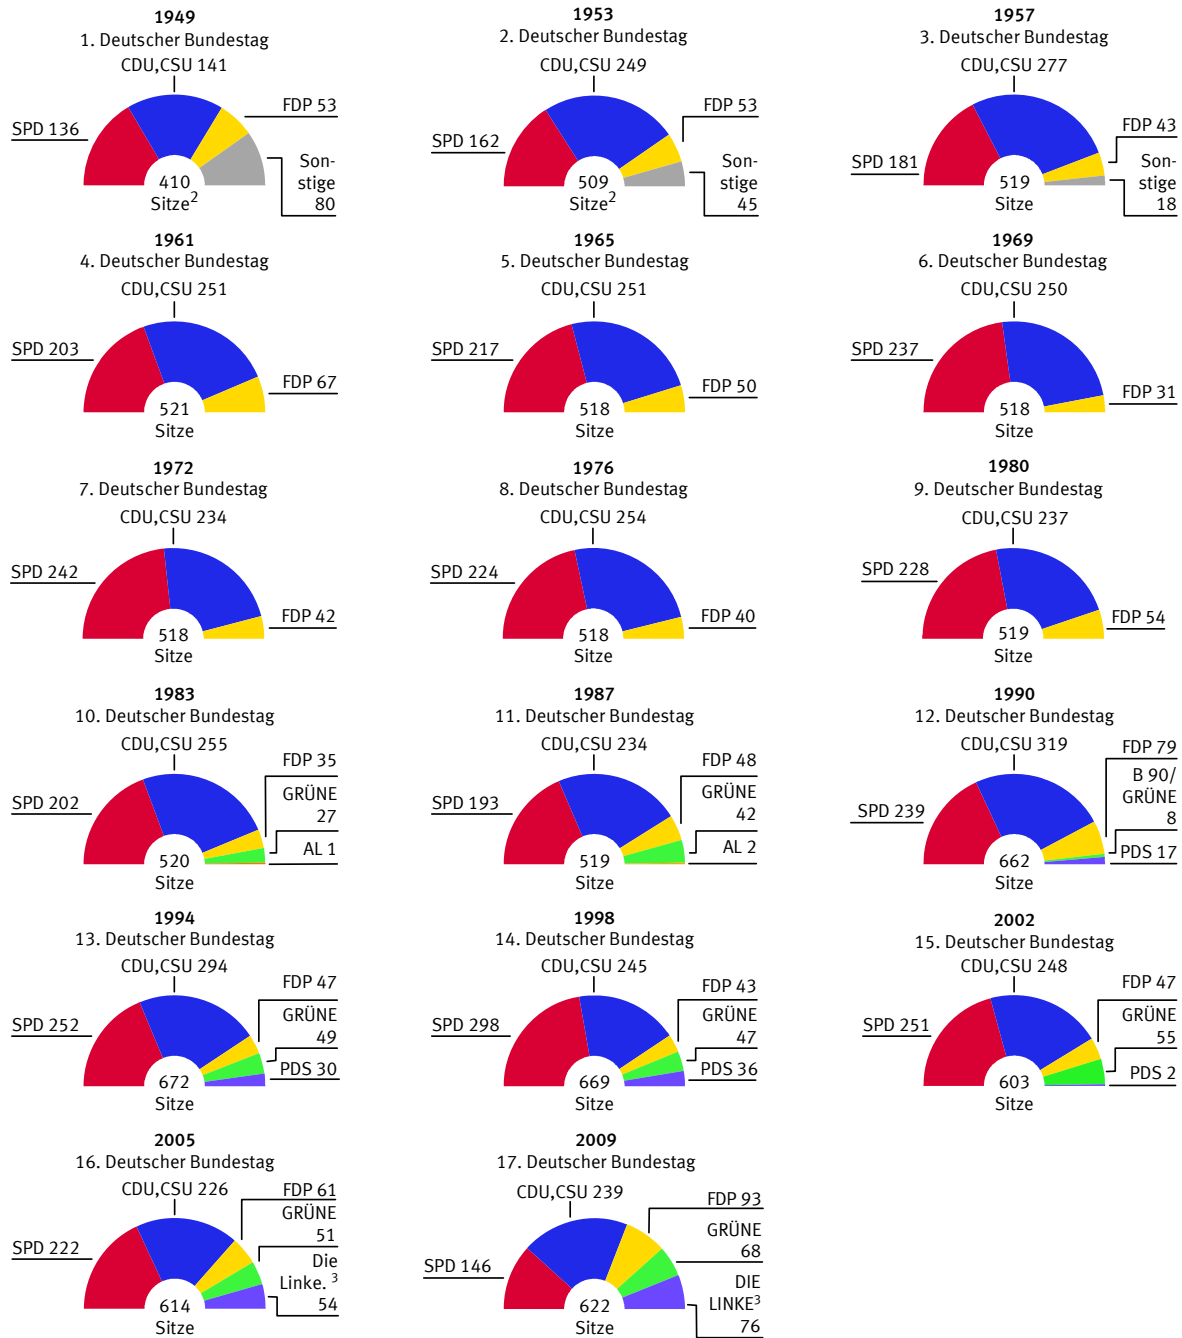 1949
1. Deutscher Bundestag
CDU,CSU 141
FDP 53
SPD 136
Son-
stige
80
410
Sitze2
1953
2. Deutscher Bundestag
CDU,CSU 249
FDP 53
SPD 162
Son-
stige
45
509
Sitze2
1957
3. Deutscher Bundestag
CDU,CSU 277
FDP 43
SPD 181
Son-
stige
18
519
Sitze
1961
4. Deutscher Bundestag
CDU,CSU 251
SPD 203
FDP 67
521
Sitze
1965
5. Deutscher Bundestag
CDU,CSU 251
SPD 217
FDP 50
518
Sitze
1969
6. Deutscher Bundestag
CDU,CSU 250
SPD 237
FDP 31
518
Sitze
1972
7. Deutscher Bundestag
CDU,CSU 234
SPD 242
FDP 42
518
Sitze
1976
8. Deutscher Bundestag
CDU,CSU 254
SPD 224
FDP 40
518
Sitze
1980
9. Deutscher Bundestag
CDU,CSU 237
SPD 228
FDP 54
519
Sitze
1983
10. Deutscher Bundestag
CDU,CSU 255
FDP 35
GRÜNE
27
SPD 202
AL 1
520
Sitze
1987
11. Deutscher Bundestag
CDU,CSU 234
FDP 48
GRÜNE
42
SPD 193
AL 2
519
Sitze
1990
12. Deutscher Bundestag
CDU,CSU 319
FDP 79
B 90/
GRÜNE
8
SPD 239
PDS 17
662
Sitze
1994
13. Deutscher Bundestag
CDU,CSU 294
FDP 47
GRÜNE
49
SPD 252
PDS 30
672
Sitze
1998
14. Deutscher Bundestag
CDU,CSU 245
FDP 43
GRÜNE
47
SPD 298
PDS 36
669
Sitze
2002
15. Deutscher Bundestag
CDU,CSU 248
FDP 47
GRÜNE
55
SPD 251
PDS 2
603
Sitze
2005
16. Deutscher Bundestag
CDU,CSU 226
FDP 61
GRÜNE
51
SPD 222
Die
Linke. 3
54
614
Sitze
2009
17. Deutscher Bundestag
CDU,CSU 239
FDP 93
GRÜNE
68
SPD 146
DIE
LINKE3
76
622
Sitze